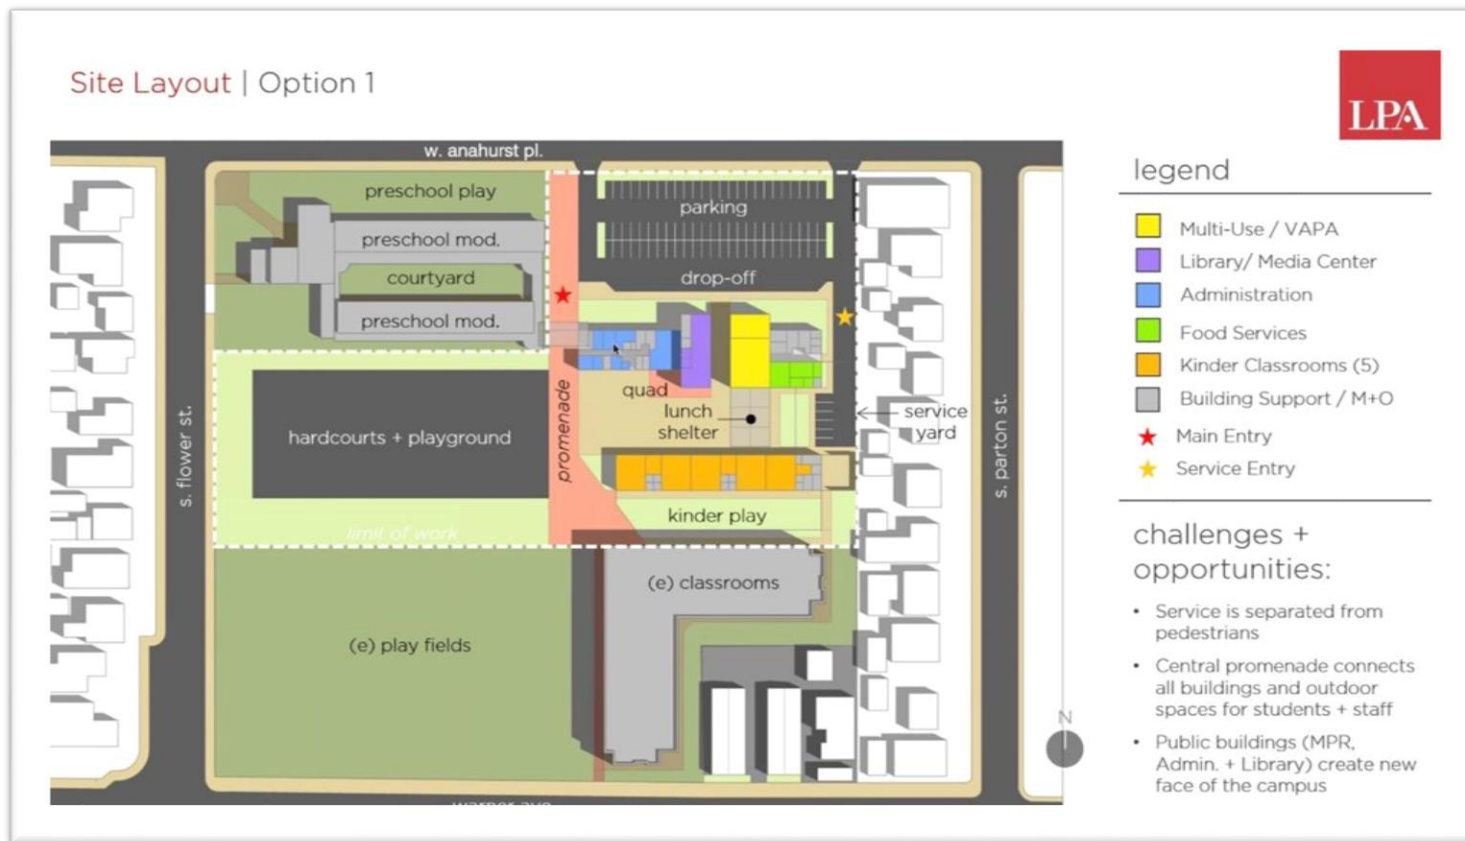 Site Layout | Option 1
LPA
w. anahurst pl.
preschool play
parking
preschool mod.
courtyard
drop-off
preschool mod.
quad
lunch
shelter
service
yard
promenade
hardcourts + playground
s. flower st.
s. parton st.
kinder play
limit of work
(e) classrooms
(e) play fields
warner ave.
N
legend
Multi-Use / VAPA
Library/ Media Center
Administration
Food Services
Kinder Classrooms (5)
Building Support / M+O
Main Entry
Service Entry
challenges +
opportunities:
• Service is separated from
pedestrians
• Central promenade connects
all buildings and outdoor
spaces for students + staff
• Public buildings (MPR,
Admin. + Library) create new
face of the campus